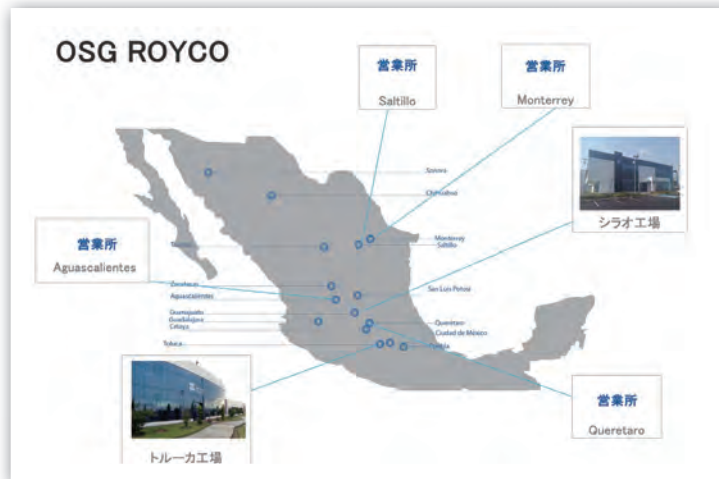 OSG ROYCO
営業所
Saltillo
営業所
Monterrey
シラオ工場
Sonora
Chihuahua
Monterrey
Saltillo
営業所
Aguascalientes
Zacatecas
Aguascalientes
San Luis Potosí
Guanajuato
Guadalajara
Celaya
Querétaro
Ciudad de México
Toluca
Puebla
トルーカ工場
営業所
Queretaro